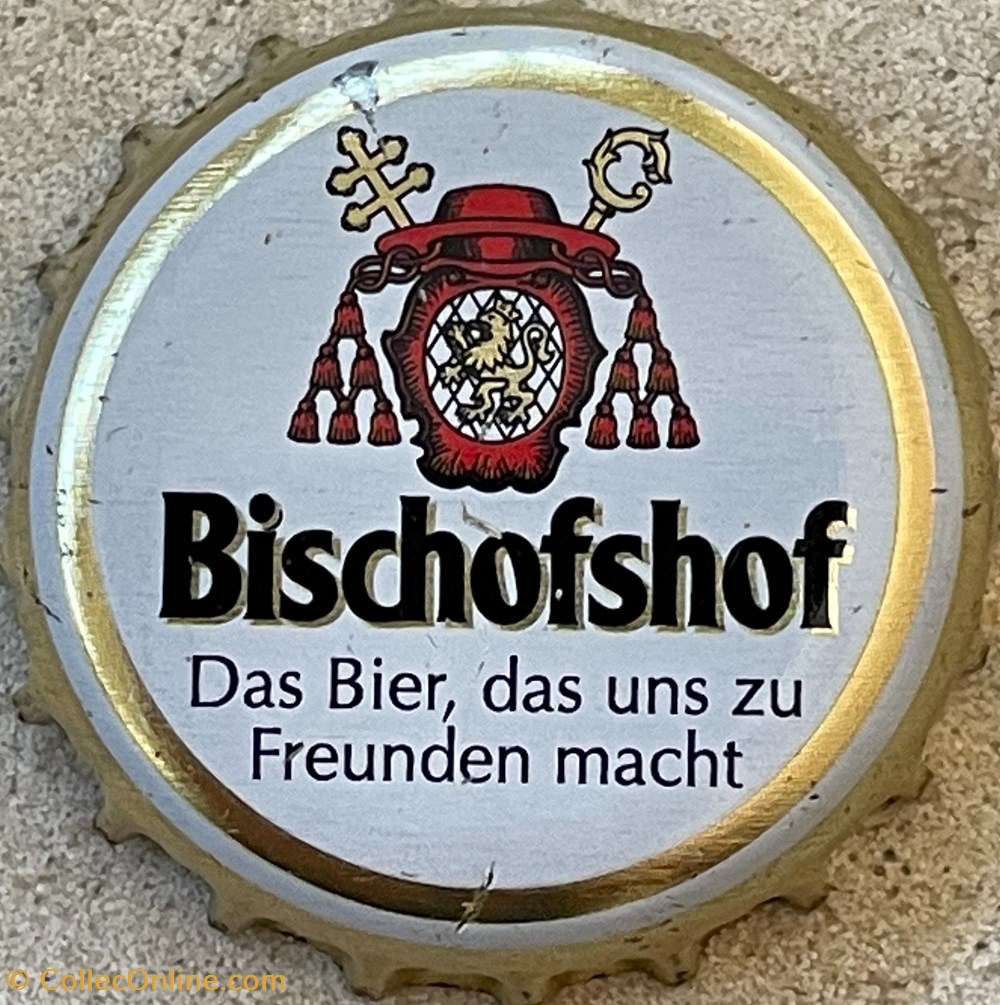 Bischofshof
Das Bier, das uns zu
Freunden macht
© CollecOnline.com